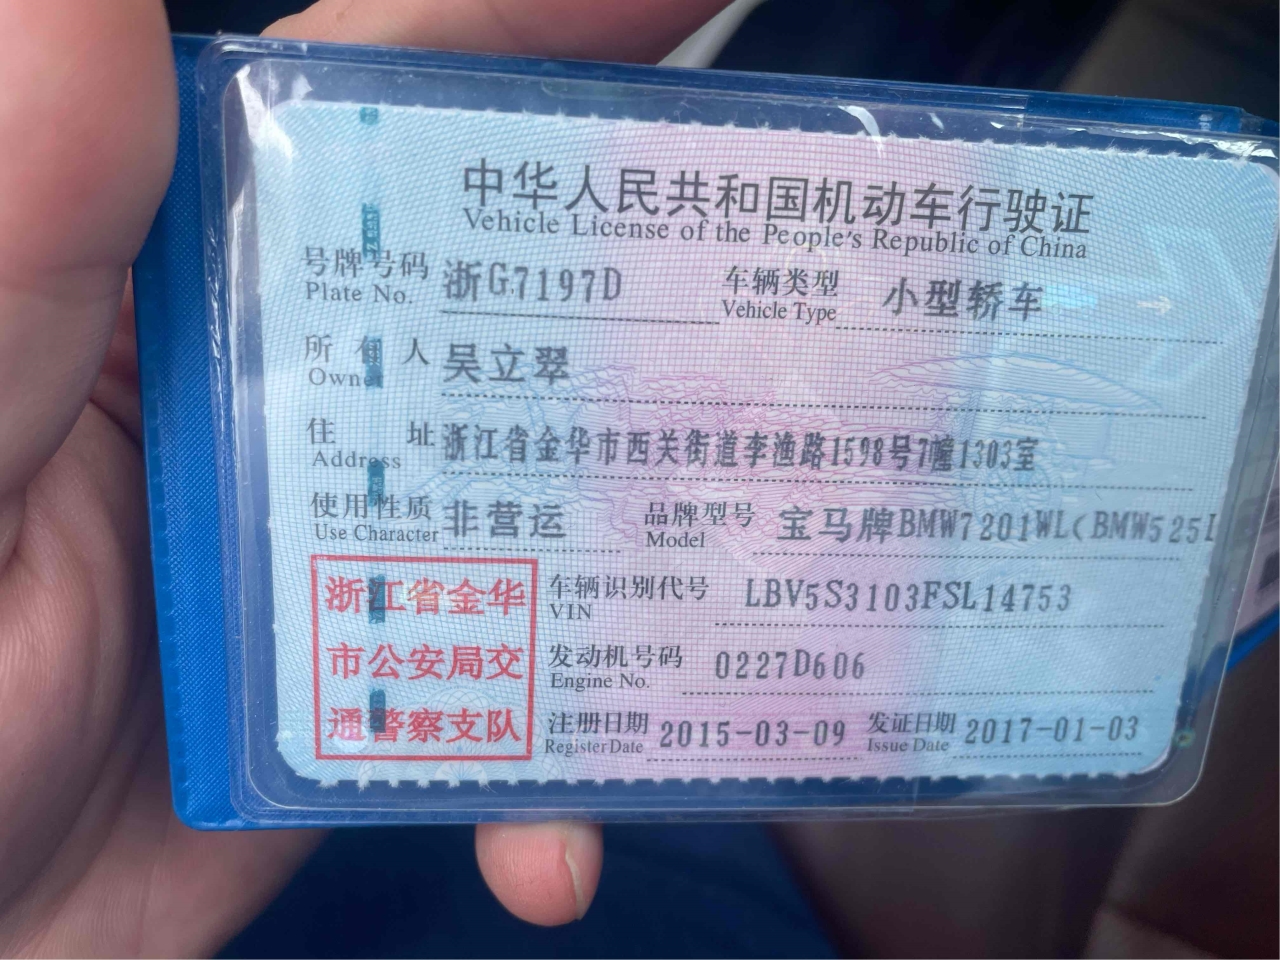 中华人民共和国机动车行驶证
Vehicle License of the People's Republic of China
号牌号码 浙G7197D 车辆类型 小型轿车
Plate No. Vehicle Type
所有人 吴立翠
Owner
住址 浙江省金华市西关街道李渔路1598号7幢1303室
Address
使用性质 非营运 品牌型号 宝马牌BMW7201WL(BMW525L
Use Character Model
浙江省金华 车辆识别代号 LBV5S3103FSL14753
VIN
市公安局交 发动机号码 0227D606
Engine No.
通警察支队 注册日期 2015-03-09 发证日期 2017-01-03
Register Date Issue Date